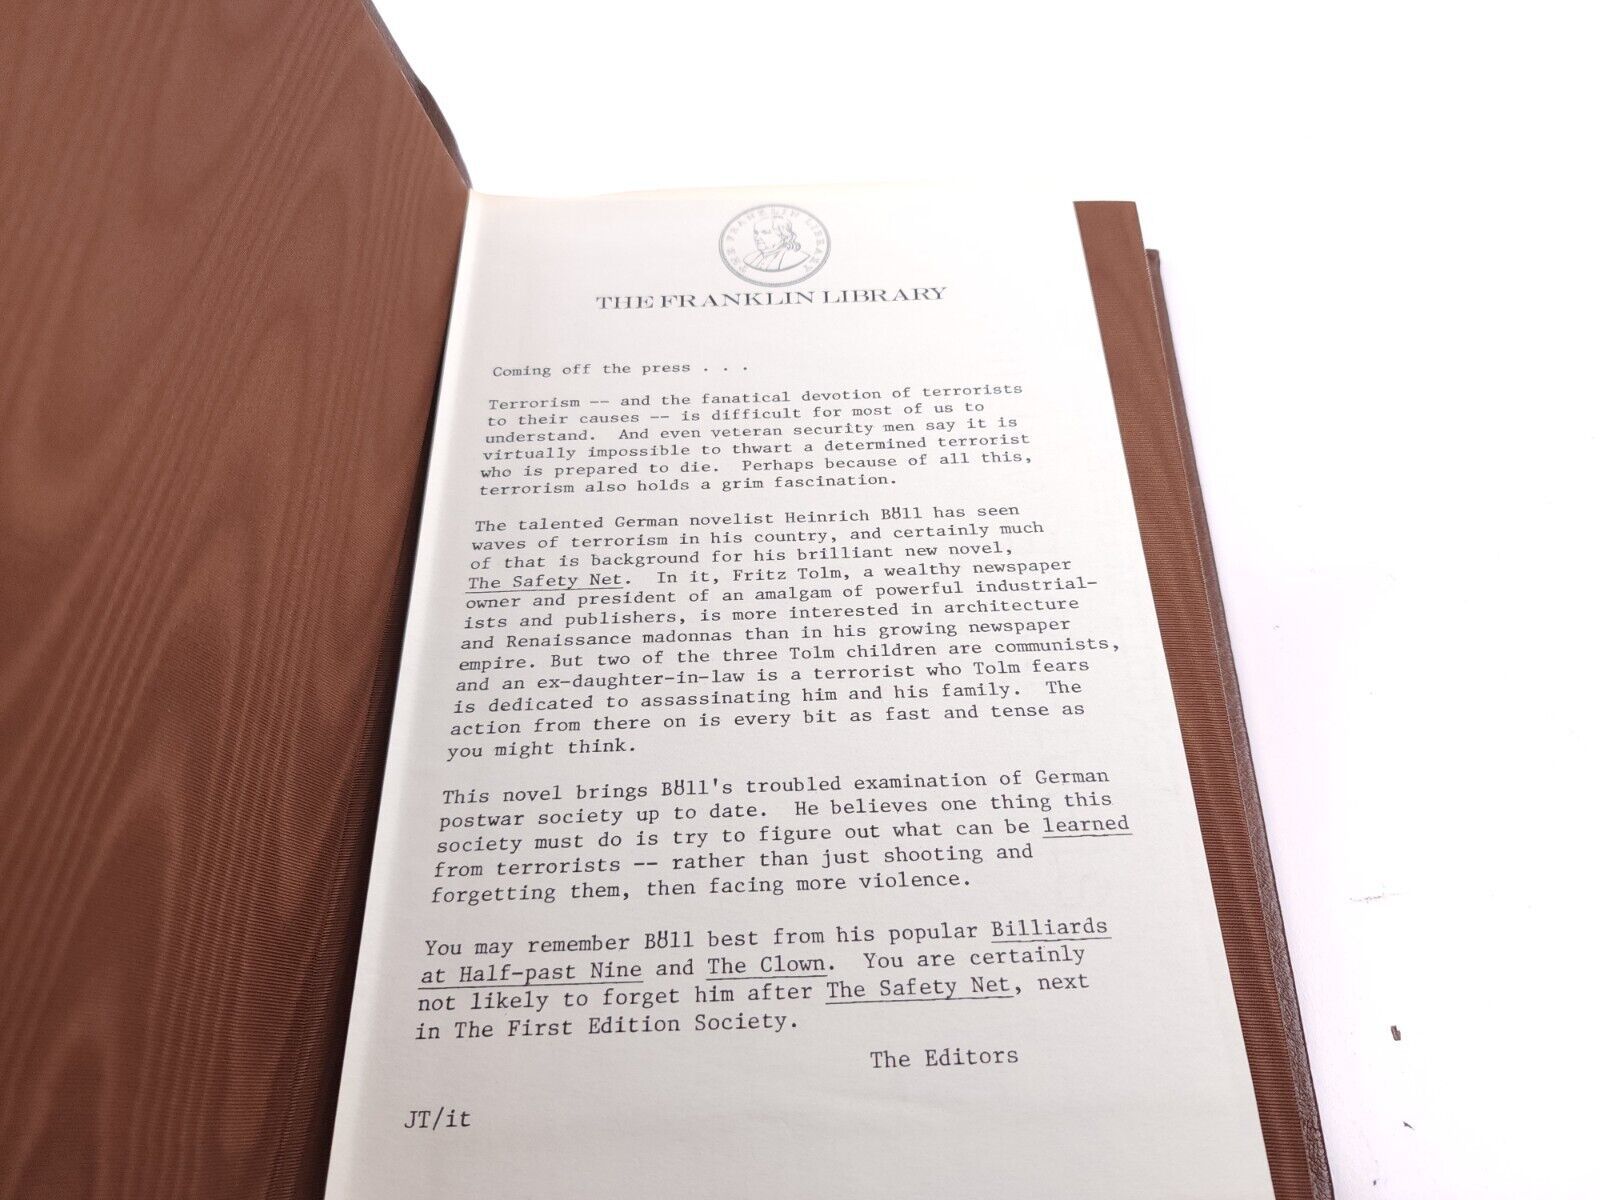 THE FRANKLIN LIBRARY
THE FRANKLIN LIBRARY
Coming off the press . . .
Terrorism -- and the fanatical devotion of terrorists
to their causes -- is difficult for most of us to
understand. And even veteran security men say it is
virtually impossible to thwart a determined terrorist
who is prepared to die. Perhaps because of all this,
terrorism also holds a grim fascination.
The talented German novelist Heinrich Böll has seen
waves of terrorism in his country, and certainly much
of that is background for his brilliant new novel,
The Safety Net. In it, Fritz Tolm, a wealthy newspaper
owner and president of an amalgam of powerful industrial-
ists and publishers, is more interested in architecture
and Renaissance madonnas than in his growing newspaper
empire. But two of the three Tolm children are communists,
and an ex-daughter-in-law is a terrorist who Tolm fears
is dedicated to assassinating him and his family. The
action from there on is every bit as fast and tense as
you might think.
This novel brings Böll's troubled examination of German
postwar society up to date. He believes one thing this
society must do is try to figure out what can be learned
from terrorists -- rather than just shooting and
forgetting them, then facing more violence.
You may remember Böll best from his popular Billiards
at Half-past Nine and The Clown. You are certainly
not likely to forget him after The Safety Net, next
in The First Edition Society.
The Editors
JT/it